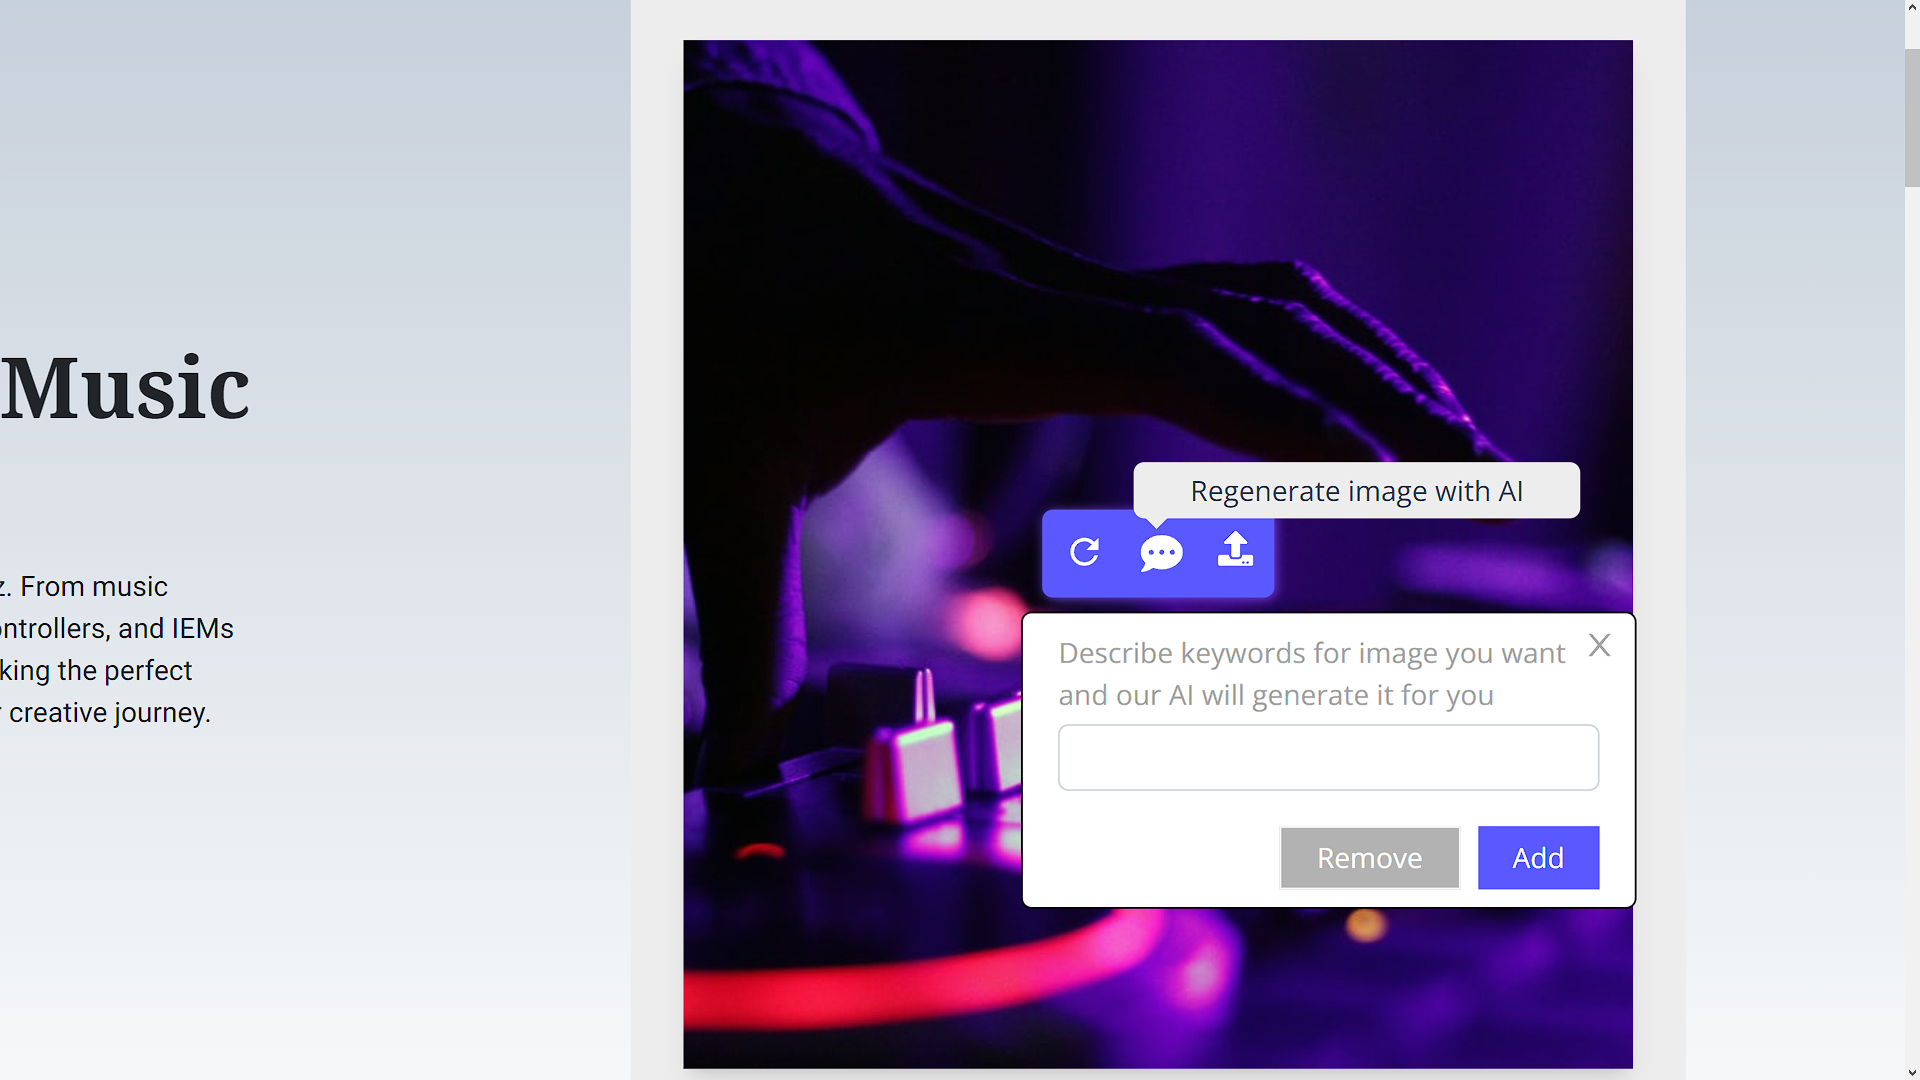 Music
z. From music
ontrollers, and IEMs
king the perfect
r creative journey.
Regenerate image with AI
Describe keywords for image you want
and our AI will generate it for you
X
Remove
Add